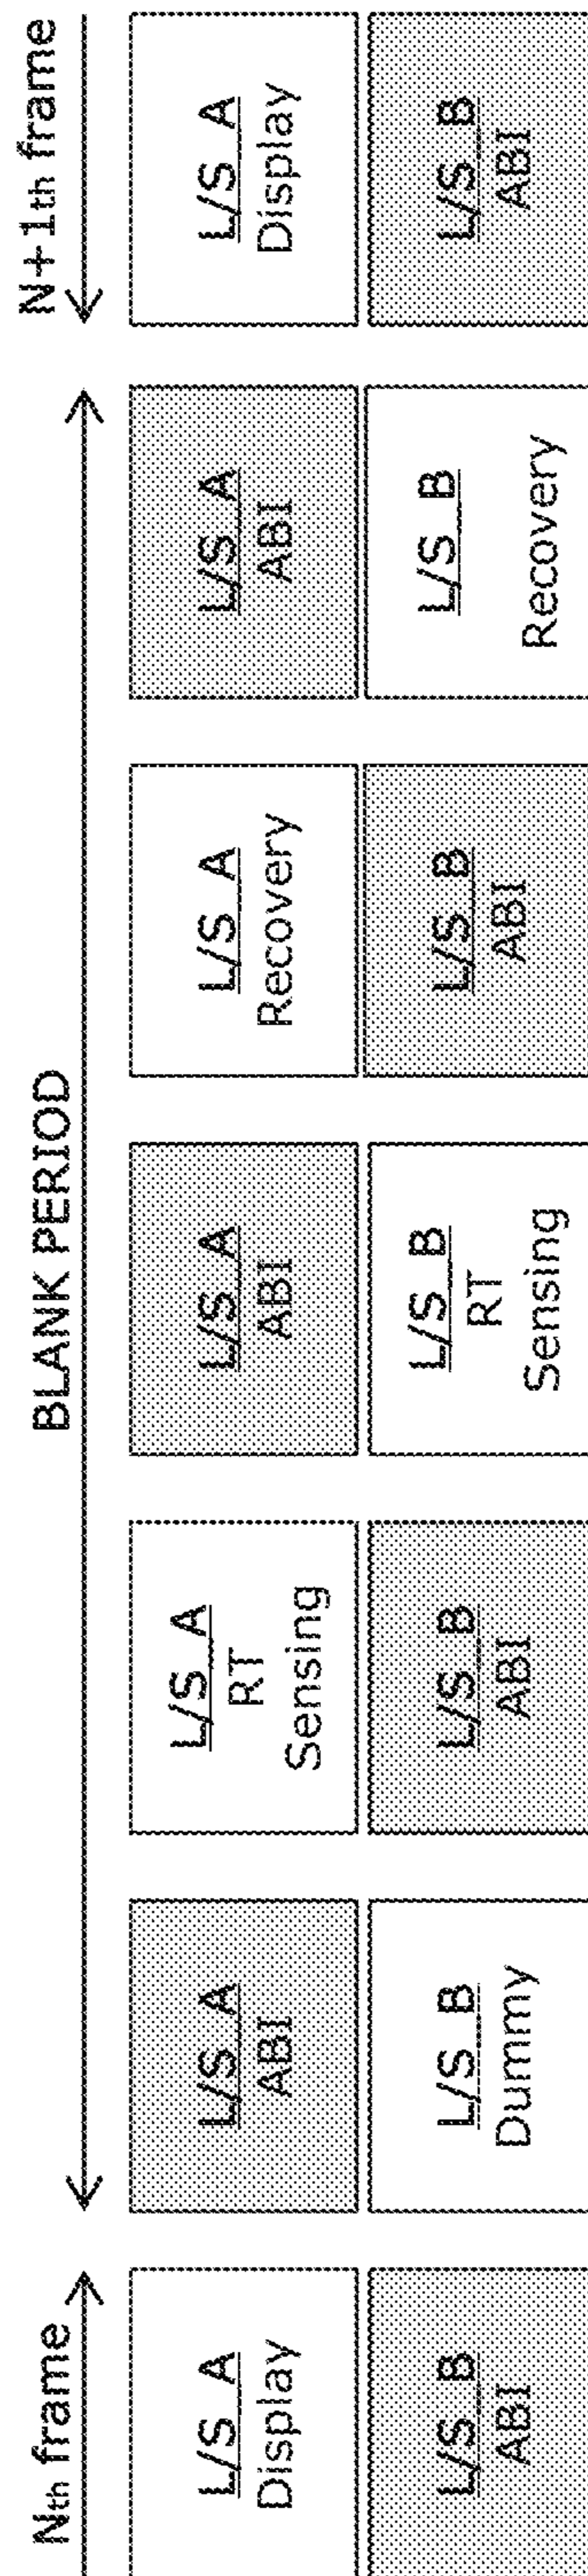 Nth frame
BLANK PERIOD
N+1th frame
L/S A
Display
L/S A
ABI
L/S A
RT
Sensing
L/S A
ABI
L/S A
Recovery
L/S A
ABI
L/S A
Display
L/S B
ABI
L/S B
Dummy
L/S B
ABI
L/S B
RT
Sensing
L/S B
ABI
L/S B
Recovery
L/S B
ABI